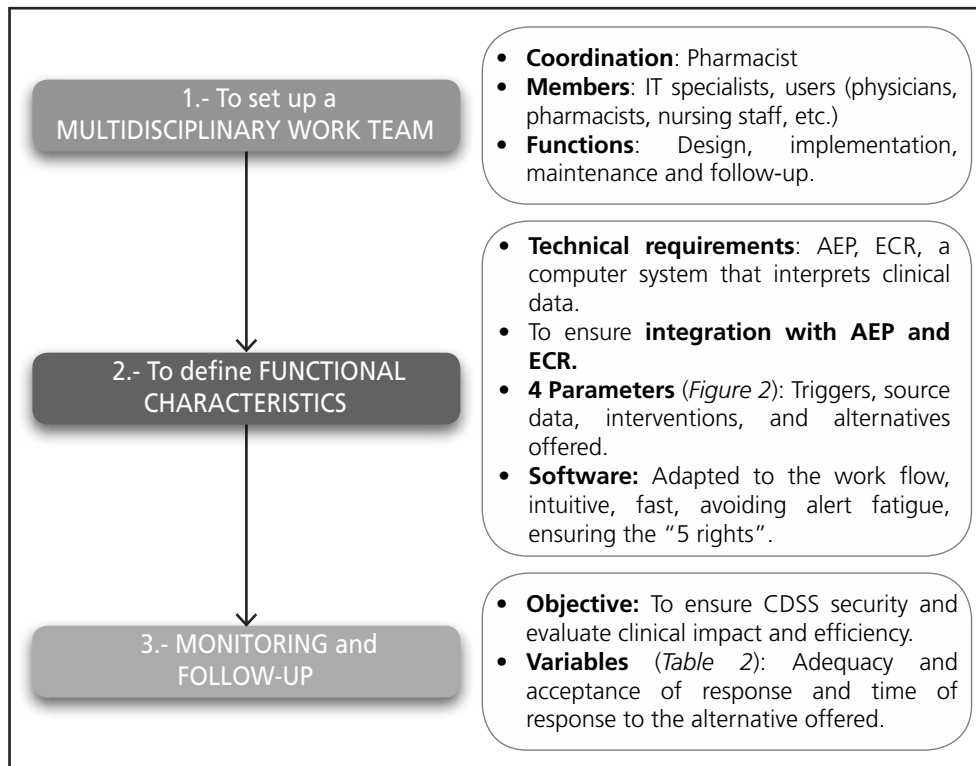 1.- To set up a
MULTIDISCIPLINARY WORK TEAM
• Coordination: Pharmacist
• Members: IT specialists, users (physicians,
pharmacists, nursing staff, etc.)
• Functions: Design, implementation,
maintenance and follow-up.
2.- To define FUNCTIONAL
CHARACTERISTICS
• Technical requirements: AEP, ECR, a
computer system that interprets clinical
data.
• To ensure integration with AEP and
ECR.
• 4 Parameters (Figure 2): Triggers, source
data, interventions, and alternatives
offered.
• Software: Adapted to the work flow,
intuitive, fast, avoiding alert fatigue,
ensuring the “5 rights”.
3.- MONITORING and
FOLLOW-UP
• Objective: To ensure CDSS security and
evaluate clinical impact and efficiency.
• Variables (Table 2): Adequacy and
acceptance of response and time of
response to the alternative offered.